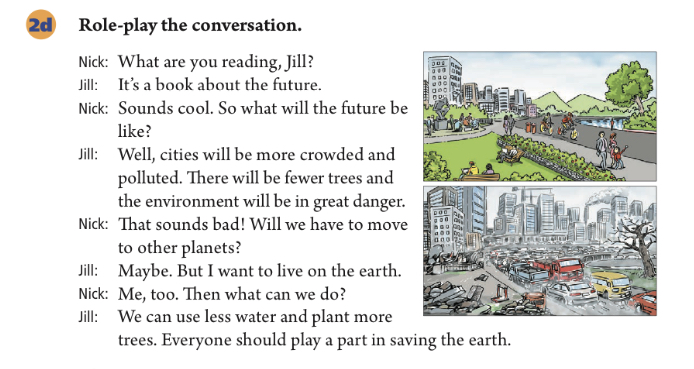 2d Role-play the conversation.
Nick: What are you reading, Jill?
Jill: It's a book about the future.
Nick: Sounds cool. So what will the future be
like?
Jill: Well, cities will be more crowded and
polluted. There will be fewer trees and
the environment will be in great danger.
Nick: That sounds bad! Will we have to move
to other planets?
Jill: Maybe. But I want to live on the earth.
Nick: Me, too. Then what can we do?
Jill: We can use less water and plant more
trees. Everyone should play a part in saving the earth.